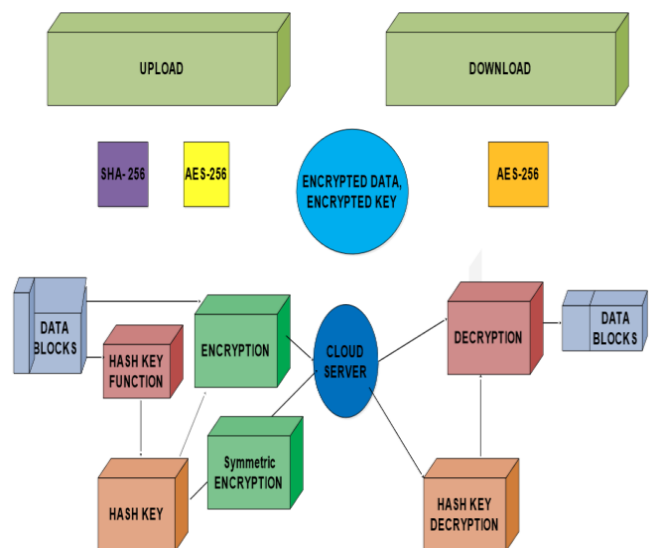 UPLOAD
DOWNLOAD
SHA- 256
AES-256
ENCRYPTED DATA,
ENCRYPTED KEY
AES-256
DATA
BLOCKS
HASH KEY
FUNCTION
ENCRYPTION
CLOUD
SERVER
DECRYPTION
DATA
BLOCKS
HASH KEY
Symmetric
ENCRYPTION
HASH KEY
DECRYPTION